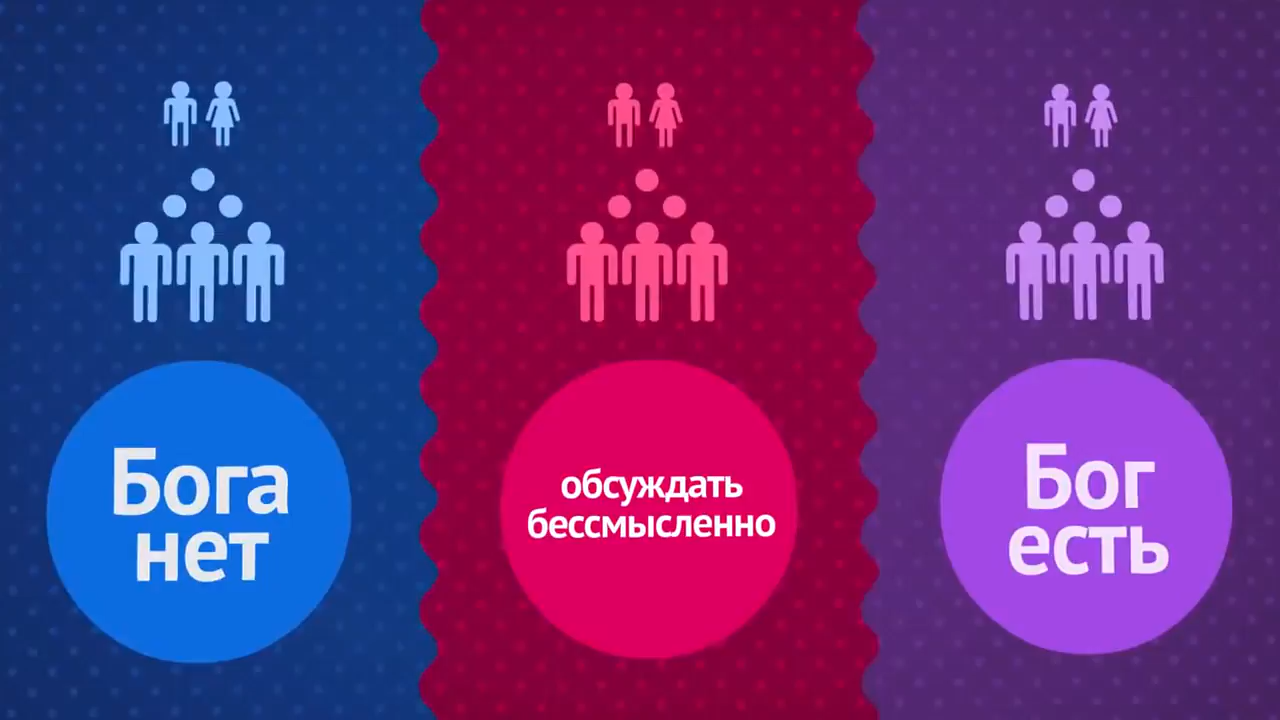 Бога
нет
обсуждать
бессмысленно
Бог
есть